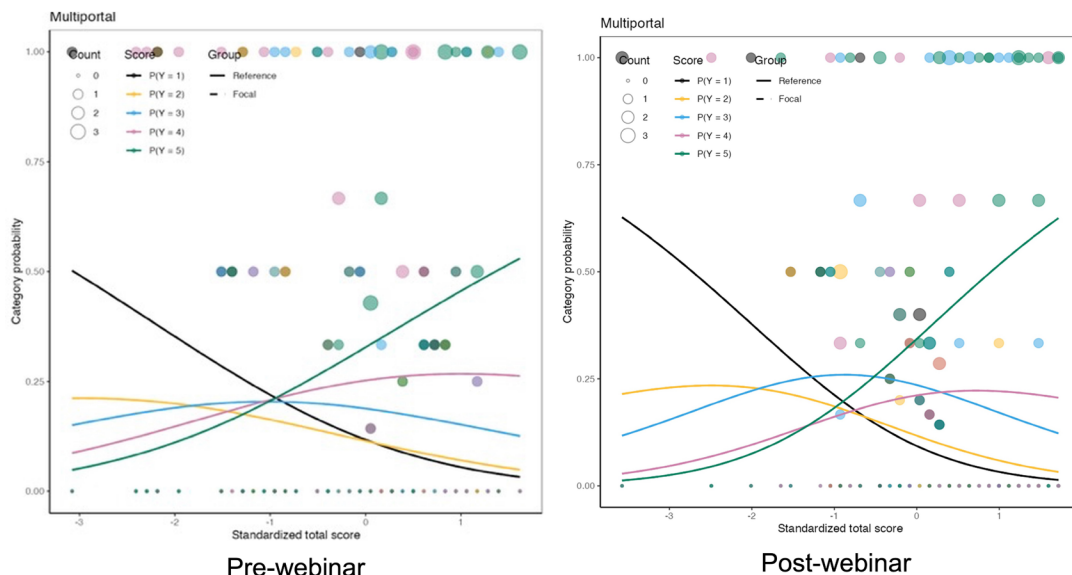 Multiportal
Count
0
1
2
3
Score
P(Y = 1)
P(Y = 2)
P(Y = 3)
P(Y = 4)
P(Y = 5)
Group
Reference
Focal
1.00
0.75
0.50
0.25
0.00
Category probability
-3 -2 -1 0 1
Standardized total score
Pre-webinar
Multiportal
Count
0
1
2
3
Score
P(Y = 1)
P(Y = 2)
P(Y = 3)
P(Y = 4)
P(Y = 5)
Group
Reference
Focal
1.00
0.75
0.50
0.25
0.00
Category probability
-3 -2 -1 0 1
Standardized total score
Post-webinar